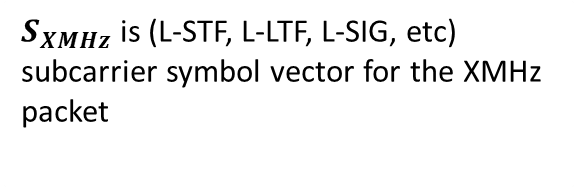 S_XMHz is (L-STF, L-LTF, L-SIG, etc)
subcarrier symbol vector for the XMHz
packet